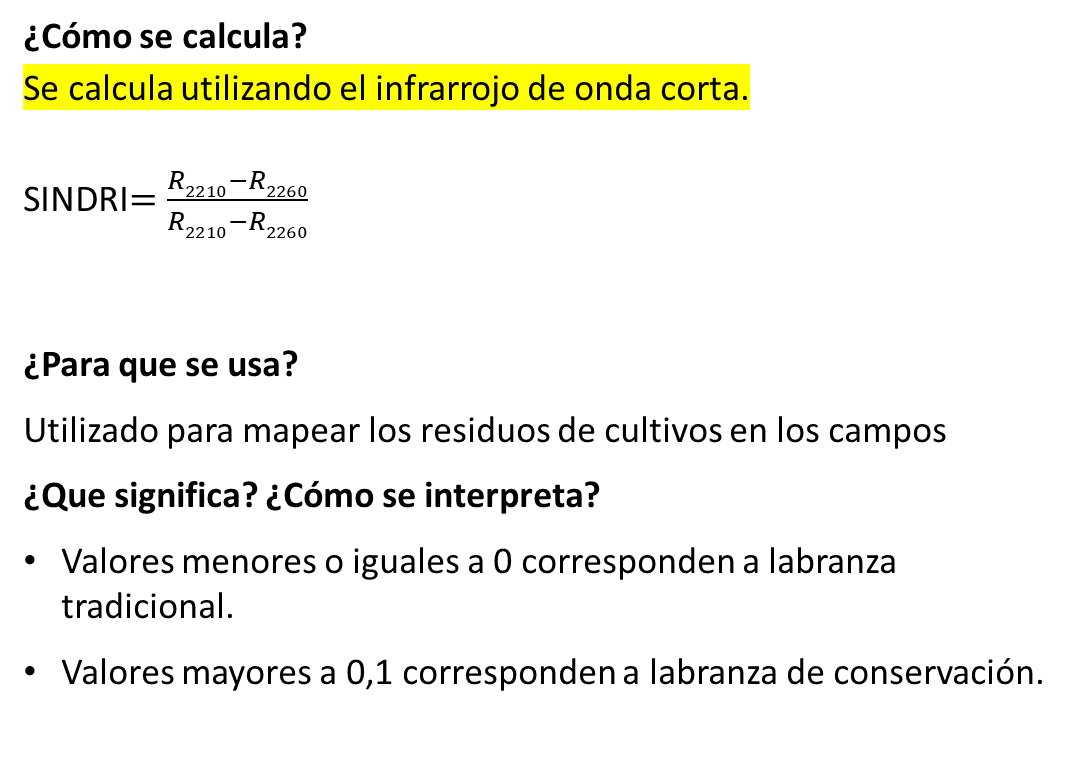 ¿Cómo se calcula?
Se calcula utilizando el infrarrojo de onda corta.
SINDRI= R2210−R2260
R2210−R2260
¿Para que se usa?
Utilizado para mapear los residuos de cultivos en los campos
¿Que significa? ¿Cómo se interpreta?
• Valores menores o iguales a 0 corresponden a labranza
tradicional.
• Valores mayores a 0,1 corresponden a labranza de conservación.